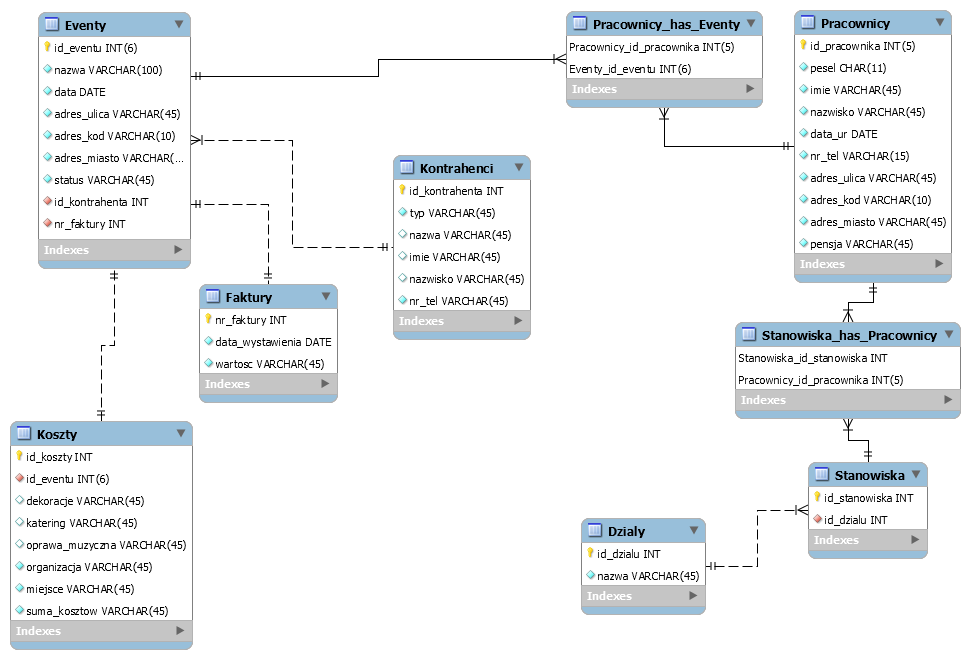 Eventy
id_eventu INT(6)
nazwa VARCHAR(100)
data DATE
adres_ulica VARCHAR(45)
adres_kod VARCHAR(10)
adres_miasto VARCHAR(...
status VARCHAR(45)
id_kontrahenta INT
nr_faktury INT
Indexes
Pracownicy_has_Eventy
Pracownicy_id_pracownika INT(5)
Eventy_id_eventu INT(6)
Indexes
Pracownicy
id_pracownika INT(5)
pesel CHAR(11)
imie VARCHAR(45)
nazwisko VARCHAR(45)
data_ur DATE
nr_tel VARCHAR(15)
adres_ulica VARCHAR(45)
adres_kod VARCHAR(10)
adres_miasto VARCHAR(45)
pensja VARCHAR(45)
Indexes
Kontrahenci
id_kontrahenta INT
typ VARCHAR(45)
nazwa VARCHAR(45)
imie VARCHAR(45)
nazwisko VARCHAR(45)
nr_tel VARCHAR(45)
Indexes
Faktury
nr_faktury INT
data_wystawienia DATE
wartosc VARCHAR(45)
Indexes
Stanowiska_has_Pracownicy
Stanowiska_id_stanowiska INT
Pracownicy_id_pracownika INT(5)
Indexes
Koszty
id_koszty INT
id_eventu INT(6)
dekoracje VARCHAR(45)
katering VARCHAR(45)
oprawa_muzyczna VARCHAR(45)
organizacja VARCHAR(45)
miejsce VARCHAR(45)
suma_kosztow VARCHAR(45)
Indexes
Stanowiska
id_stanowiska INT
id_dzialu INT
Indexes
Dzialy
id_dzialu INT
nazwa VARCHAR(45)
Indexes